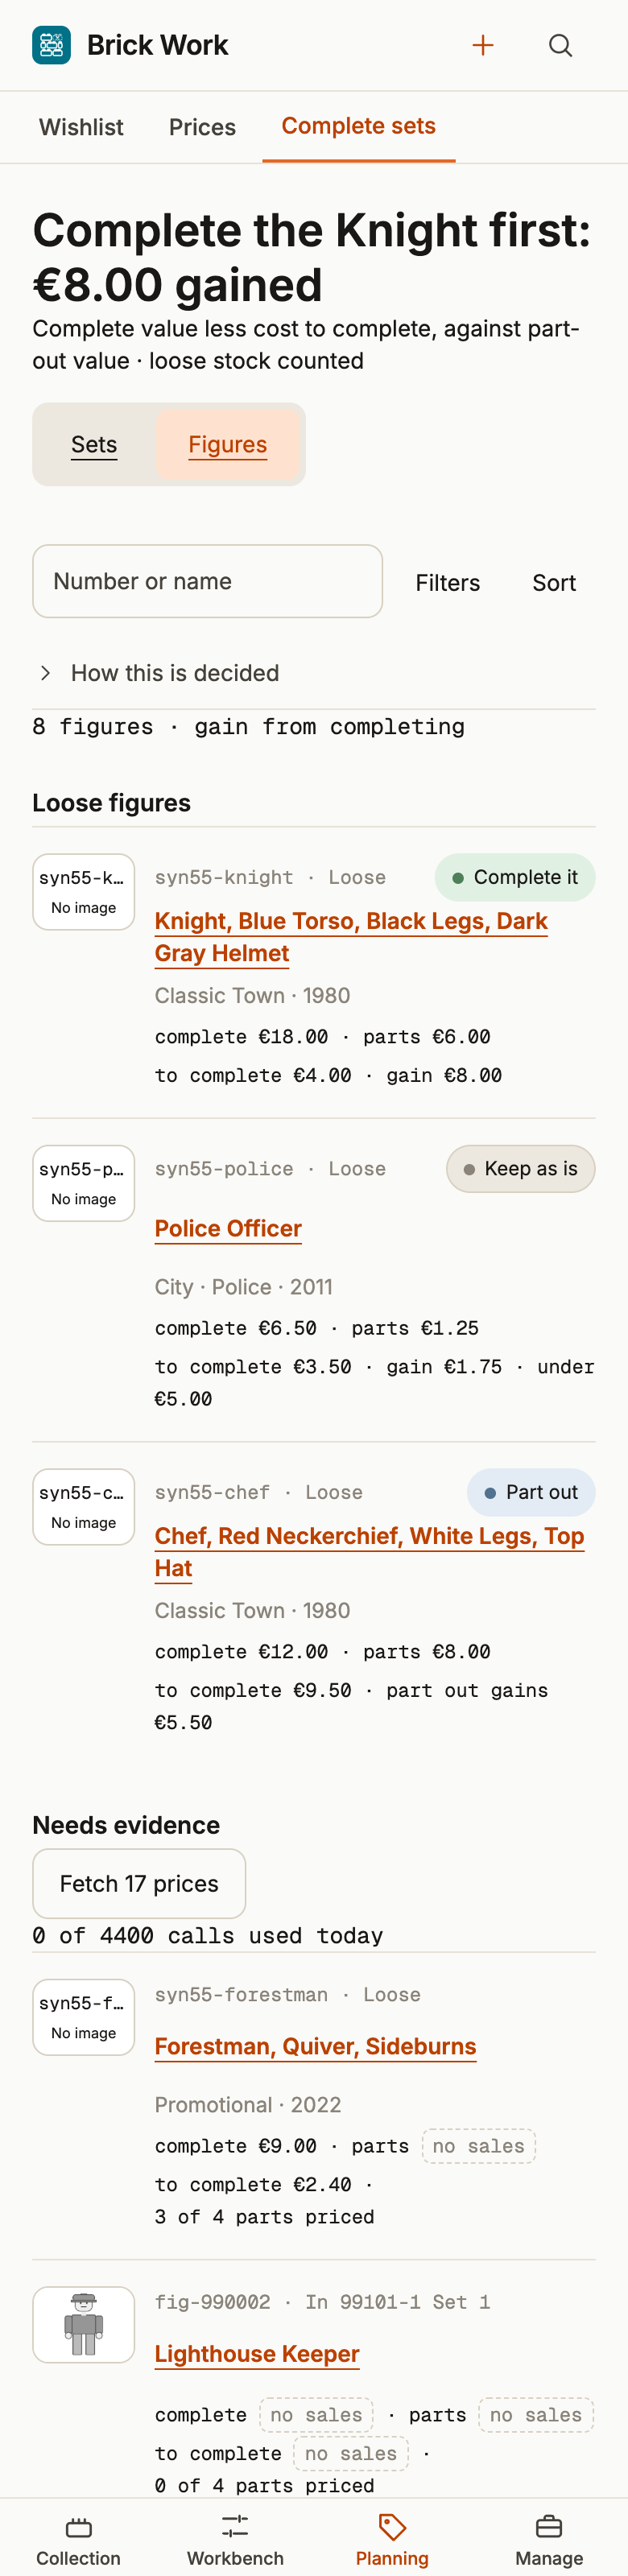 Brick Work
Wishlist
Prices
Complete sets
Complete the Knight first:
€8.00 gained
Complete value less cost to complete, against part-
out value · loose stock counted
Sets
Figures
Number or name
Filters
Sort
How this is decided
8 figures · gain from completing
Loose figures
syn55-k…
No image
syn55-knight · Loose
Complete it
Knight, Blue Torso, Black Legs, Dark
Gray Helmet
Classic Town · 1980
complete €18.00 · parts €6.00
to complete €4.00 · gain €8.00
syn55-p…
No image
syn55-police · Loose
Keep as is
Police Officer
City · Police · 2011
complete €6.50 · parts €1.25
to complete €3.50 · gain €1.75 · under
€5.00
syn55-c…
No image
syn55-chef · Loose
Part out
Chef, Red Neckerchief, White Legs, Top
Hat
Classic Town · 1980
complete €12.00 · parts €8.00
to complete €9.50 · part out gains
€5.50
Needs evidence
Fetch 17 prices
0 of 4400 calls used today
syn55-f…
No image
syn55-forestman · Loose
Forestman, Quiver, Sideburns
Promotional · 2022
complete €9.00 · parts no sales
to complete €2.40 ·
3 of 4 parts priced
fig-990002 · In 99101-1 Set 1
Lighthouse Keeper
complete no sales · parts no sales
to complete no sales ·
0 of 4 parts priced
Collection
Workbench
Planning
Manage